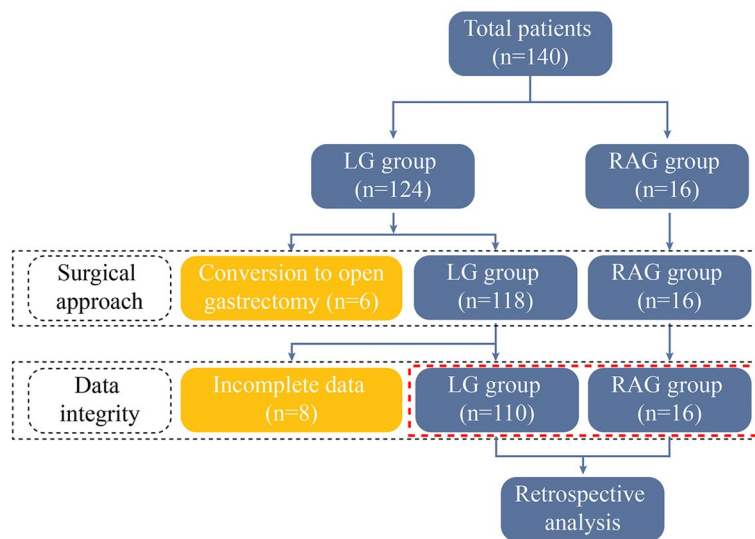 Total patients
(n=140)
LG group
(n=124)
RAG group
(n=16)
Surgical
approach
Conversion to open
gastrectomy (n=6)
LG group
(n=118)
RAG group
(n=16)
Data
integrity
Incomplete data
(n=8)
LG group
(n=110)
RAG group
(n=16)
Retrospective
analysis